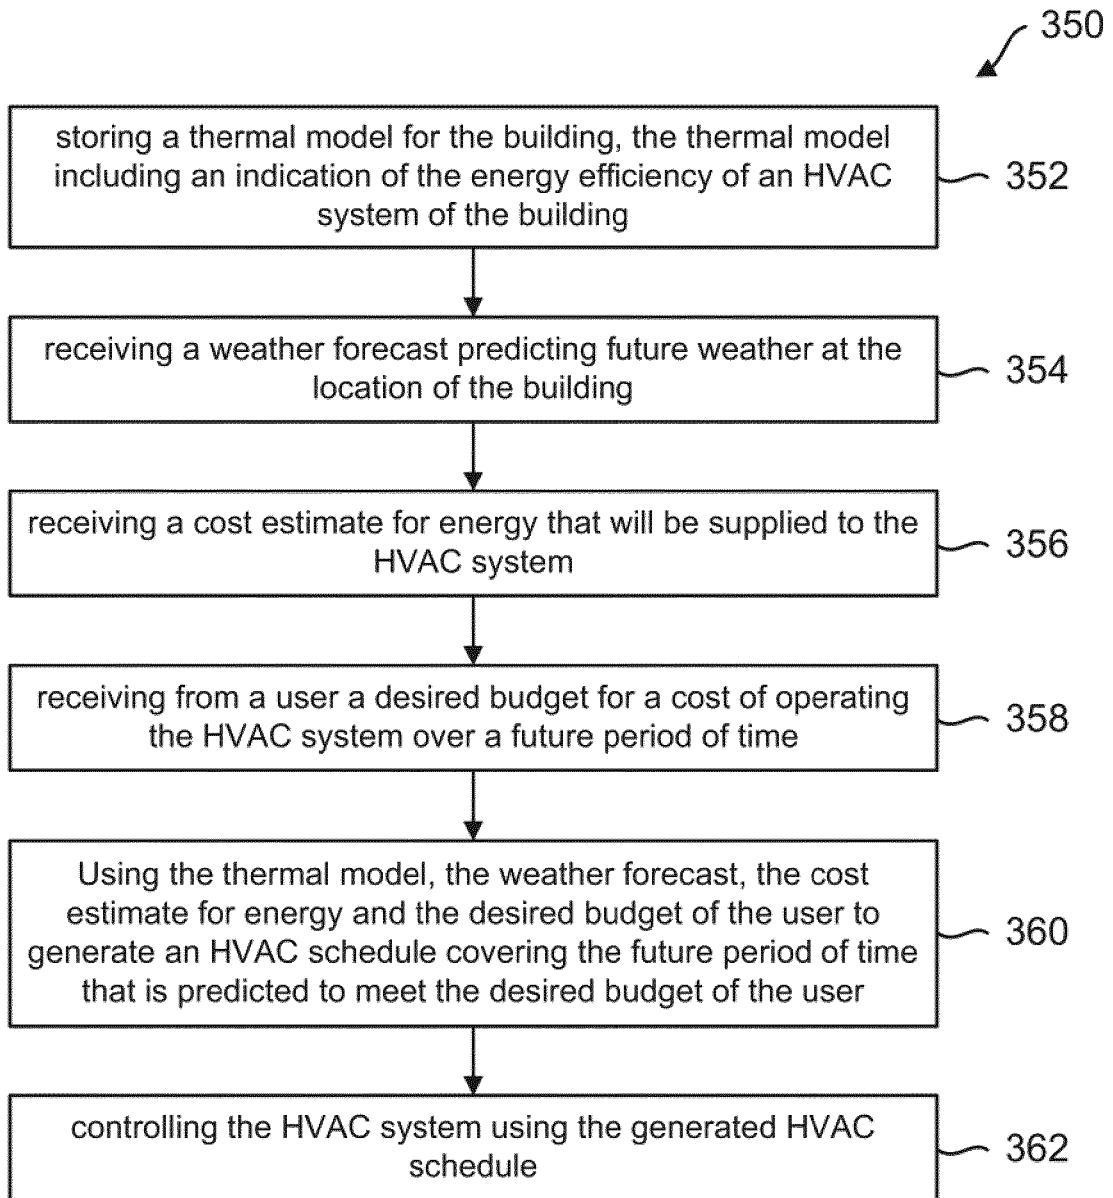 350
storing a thermal model for the building, the thermal model
including an indication of the energy efficiency of an HVAC
system of the building
352
receiving a weather forecast predicting future weather at the
location of the building
354
receiving a cost estimate for energy that will be supplied to the
HVAC system
356
receiving from a user a desired budget for a cost of operating
the HVAC system over a future period of time
358
Using the thermal model, the weather forecast, the cost
estimate for energy and the desired budget of the user to
generate an HVAC schedule covering the future period of time
that is predicted to meet the desired budget of the user
360
controlling the HVAC system using the generated HVAC
schedule
362